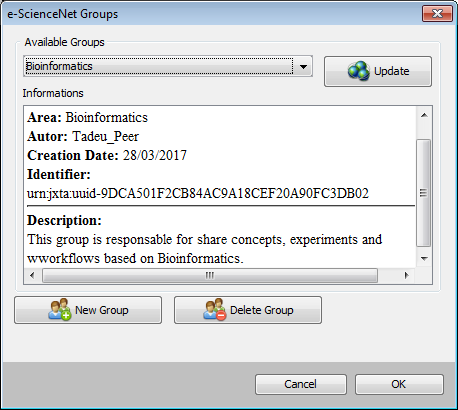 e-ScienceNet Groups
Available Groups
Bioinformatics
Update
Informations
Area: Bioinformatics
Autor: Tadeu_Peer
Creation Date: 28/03/2017
Identifier:
urn:jxta:uuid-9DCA501F2CB84AC9A18CEF20A90FC3DB02
Description:
This group is responsable for share concepts, experiments and
wworkflows based on Bioinformatics.
New Group
Delete Group
Cancel
OK